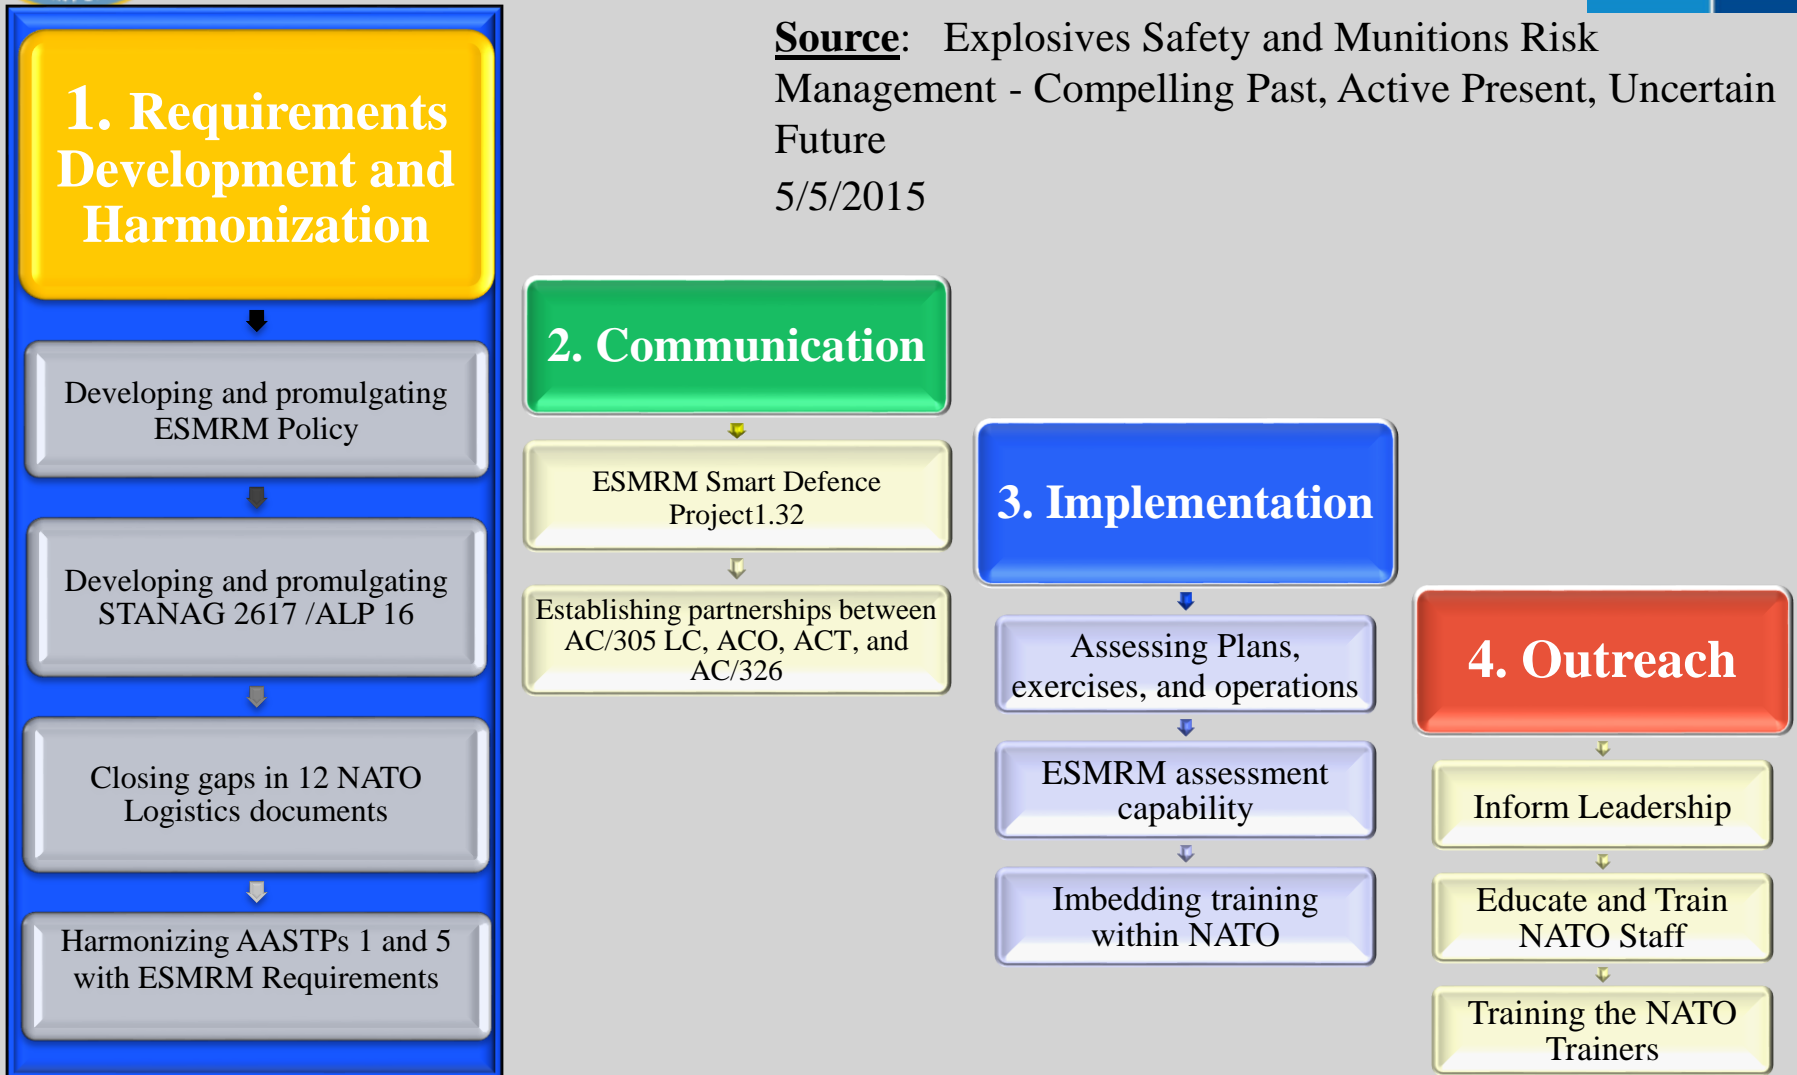 Source: Explosives Safety and Munitions Risk
Management - Compelling Past, Active Present, Uncertain
Future
5/5/2015
1. Requirements
Development and
Harmonization
Developing and promulgating
ESMRM Policy
Developing and promulgating
STANAG 2617 /ALP 16
Closing gaps in 12 NATO
Logistics documents
Harmonizing AASTPs 1 and 5
with ESMRM Requirements
2. Communication
ESMRM Smart Defence
Project1.32
Establishing partnerships between
AC/305 LC, ACO, ACT, and
AC/326
3. Implementation
Assessing Plans,
exercises, and operations
ESMRM assessment
capability
Imbedding training
within NATO
4. Outreach
Inform Leadership
Educate and Train
NATO Staff
Training the NATO
Trainers